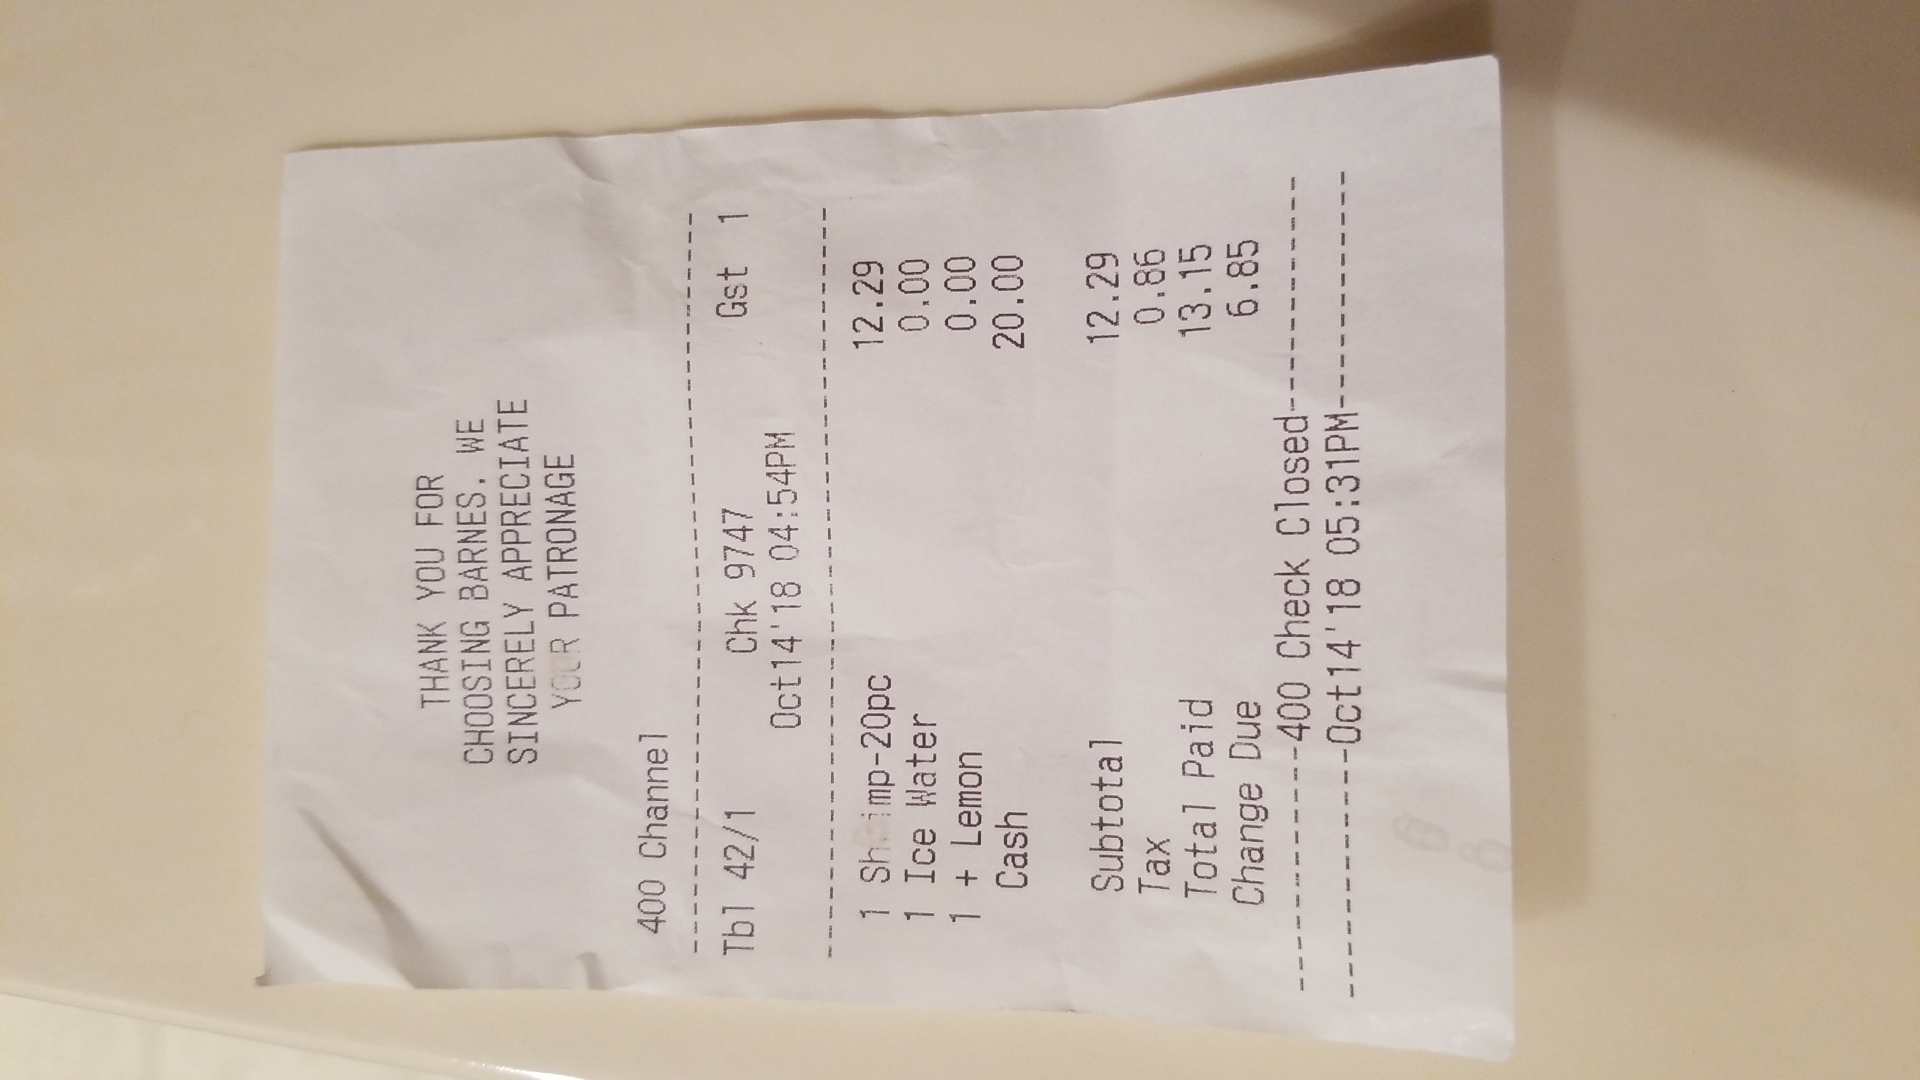 THANK YOU FOR
CHOOSING BARNES. WE
SINCERELY APPRECIATE
YOUR PATRONAGE
400 Channel
--------------------------------
Tbl 42/1 Chk 9747 Gst 1
Oct14'18 04:54PM
--------------------------------
1 Shrimp-20pc 12.29
1 Ice Water 0.00
1 + Lemon 0.00
Cash 20.00
Subtotal 12.29
Tax 0.86
Total Paid 13.15
Change Due 6.85
----------400 Check Closed----------
----------Oct14'18 05:31PM----------